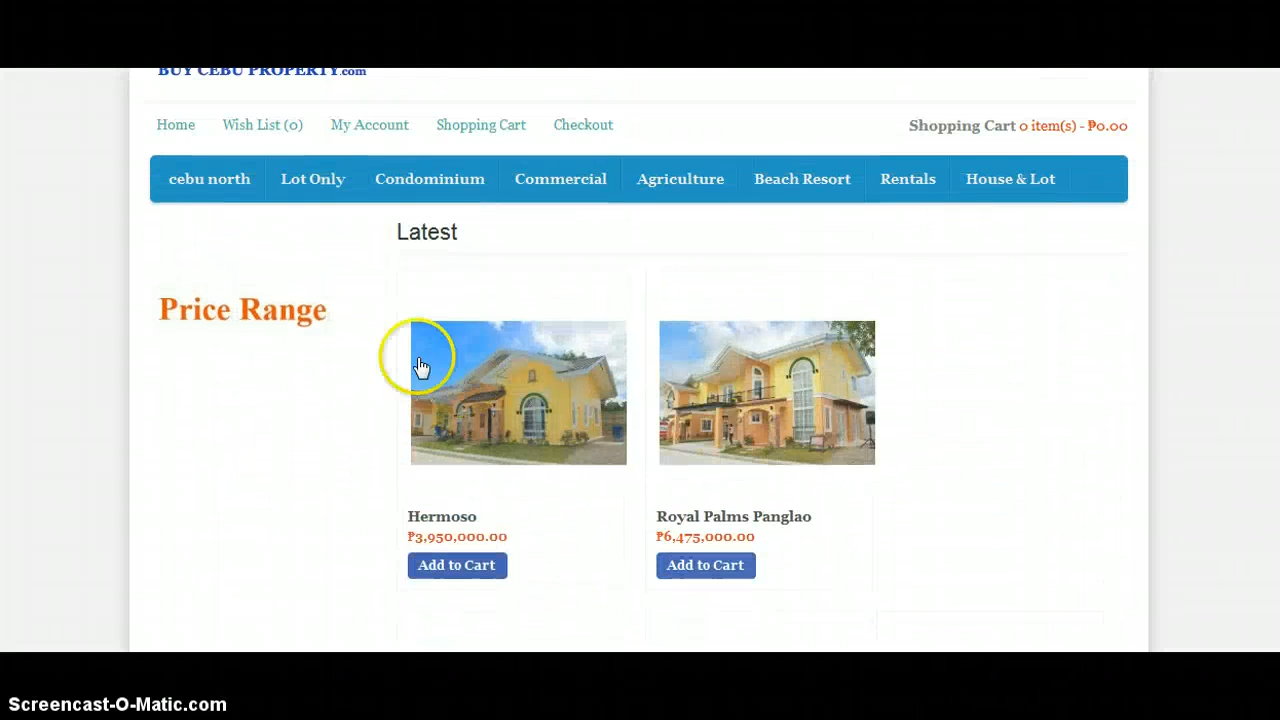 BUY CEBU PROPERTY.com
Home Wish List (0) My Account Shopping Cart Checkout Shopping Cart 0 item(s) - ₱0.00
cebu north Lot Only Condominium Commercial Agriculture Beach Resort Rentals House & Lot
Latest
Price Range
Hermoso Royal Palms Panglao
₱3,950,000.00 ₱6,475,000.00
Add to Cart Add to Cart
Screencast-O-Matic.com